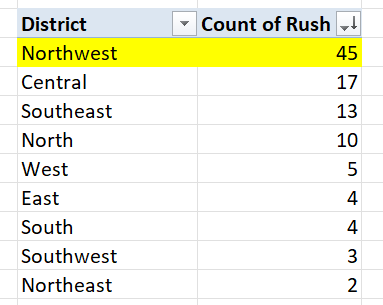 District Count of Rush
Northwest 45
Central 17
Southeast 13
North 10
West 5
East 4
South 4
Southwest 3
Northeast 2